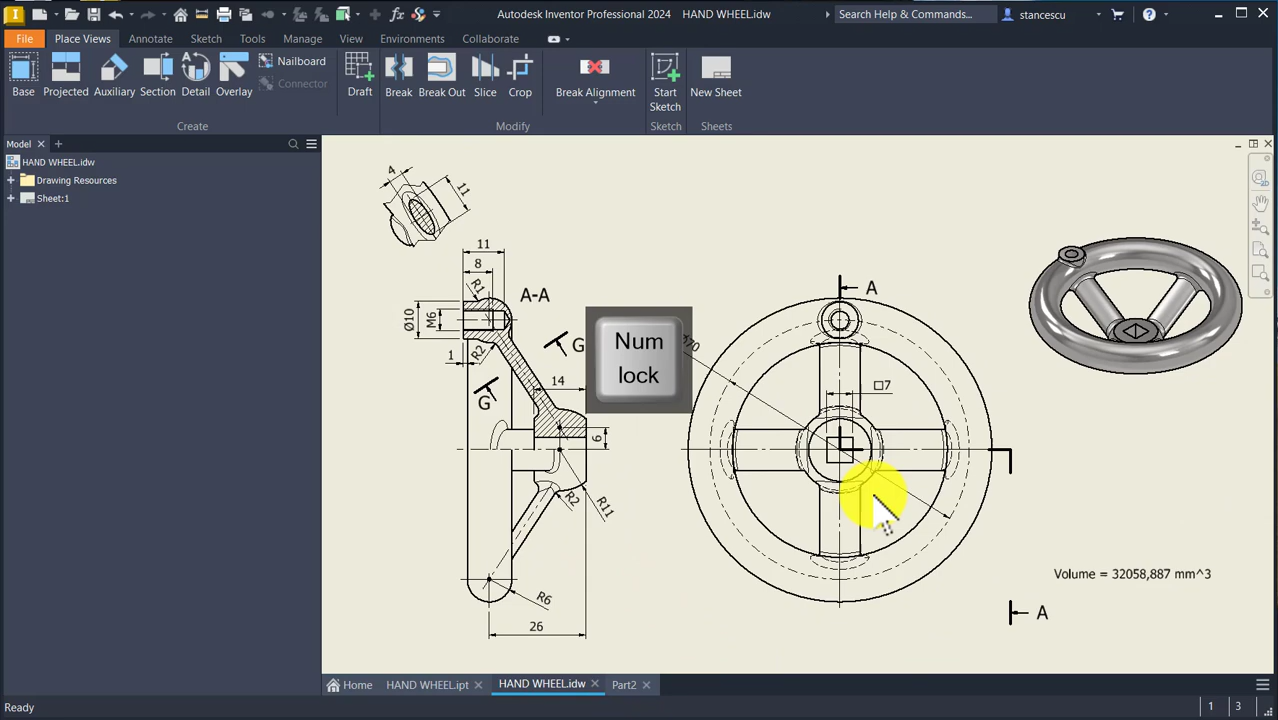 Autodesk Inventor Professional 2024 HAND WHEEL.idw
Search Help & Commands...
stancescu
File Place Views Annotate Sketch Tools Manage View Environments Collaborate
Base Projected Auxiliary Section Detail Overlay
Nailboard
Connector
Draft
Break Break Out Slice Crop
Break Alignment
Start
Sketch
New Sheet
Create
Modify
Sketch
Sheets
Model
HAND WHEEL.idw
Drawing Resources
Sheet:1
4
11
11
8
R1
A-A
Ø10
M6
R2
1
G
G
14
6
R2
R11
R6
26
Num
lock
70
A
□7
A
Volume = 32058,887 mm^3
Home HAND WHEEL.ipt HAND WHEEL.idw Part2
Ready
1 3